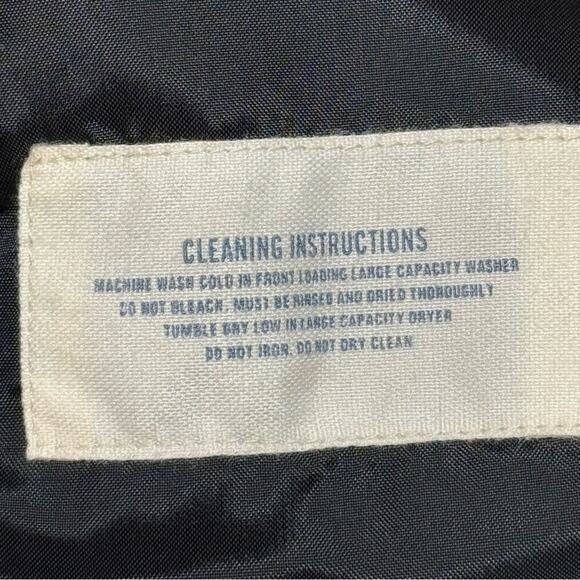 CLEANING INSTRUCTIONS
MACHINE WASH COLD IN FRONT LOADING LARGE CAPACITY WASHER
DO NOT BLEACH. MUST BE RINSED AND DRIED THOROUGHLY
TUMBLE DRY LOW IN LARGE CAPACITY DRYER
DO NOT IRON. DO NOT DRY CLEAN